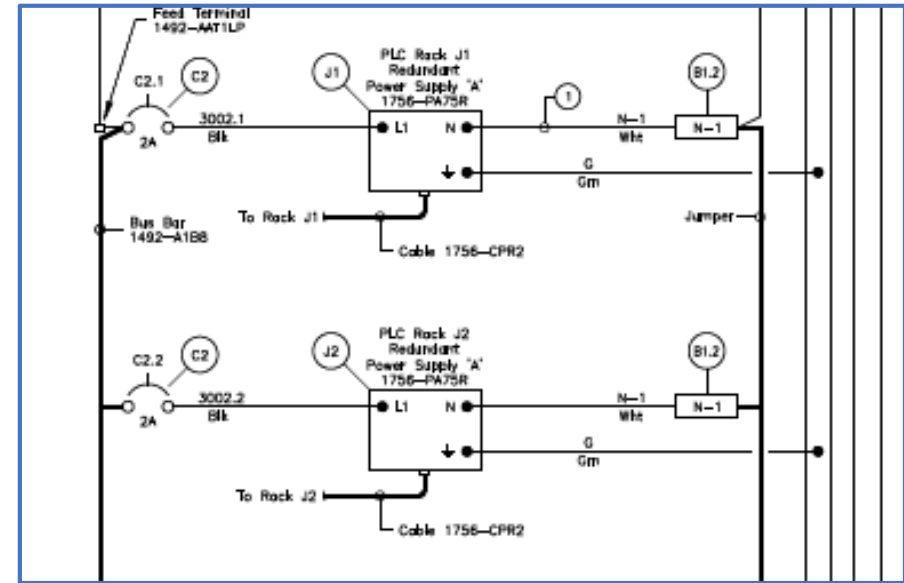 Feed Terminal
1492-AAT1LP
C2.1
C2
2A
3002.1
Blk
J1
PLC Rack J1
Redundant
Power Supply "A"
1756-PA75R
L1
N
1
N-1
Wht
B1.2
N-1
G
Grn
To Rack J1
Cable 1756-CPR2
Bus Bar
1492-A1B8
Jumper
C2.2
C2
2A
3002.2
Blk
J2
PLC Rack J2
Redundant
Power Supply "A"
1756-PA75R
L1
N
N-1
Wht
B1.2
N-1
G
Grn
To Rack J2
Cable 1756-CPR2